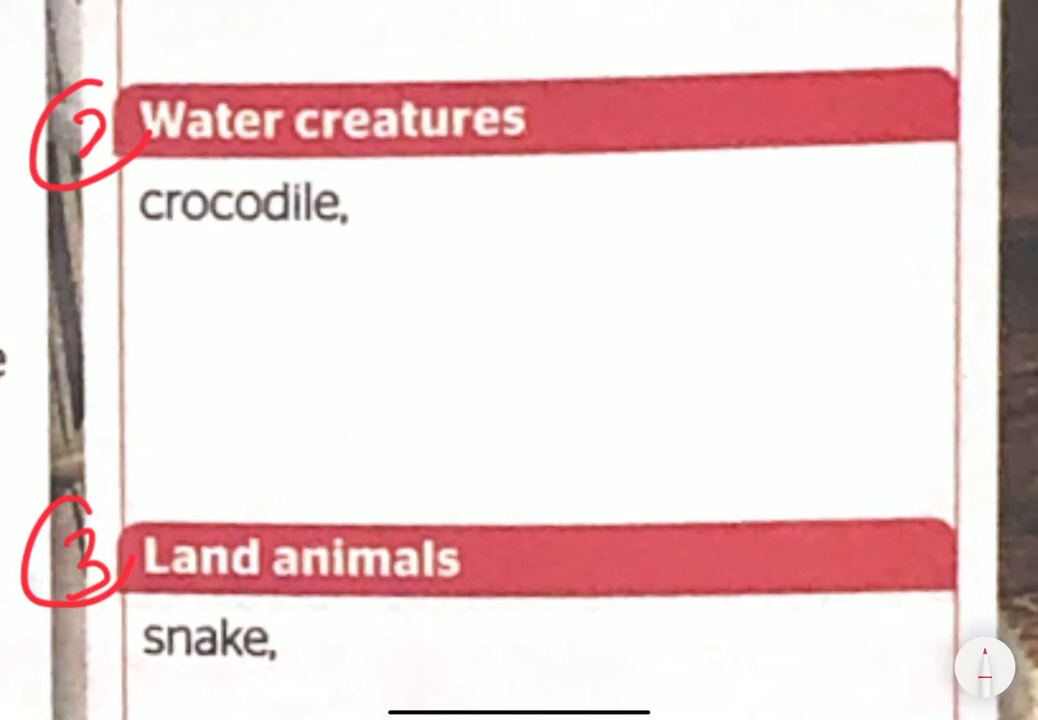 2
Water creatures
crocodile,
e
3
Land animals
snake,